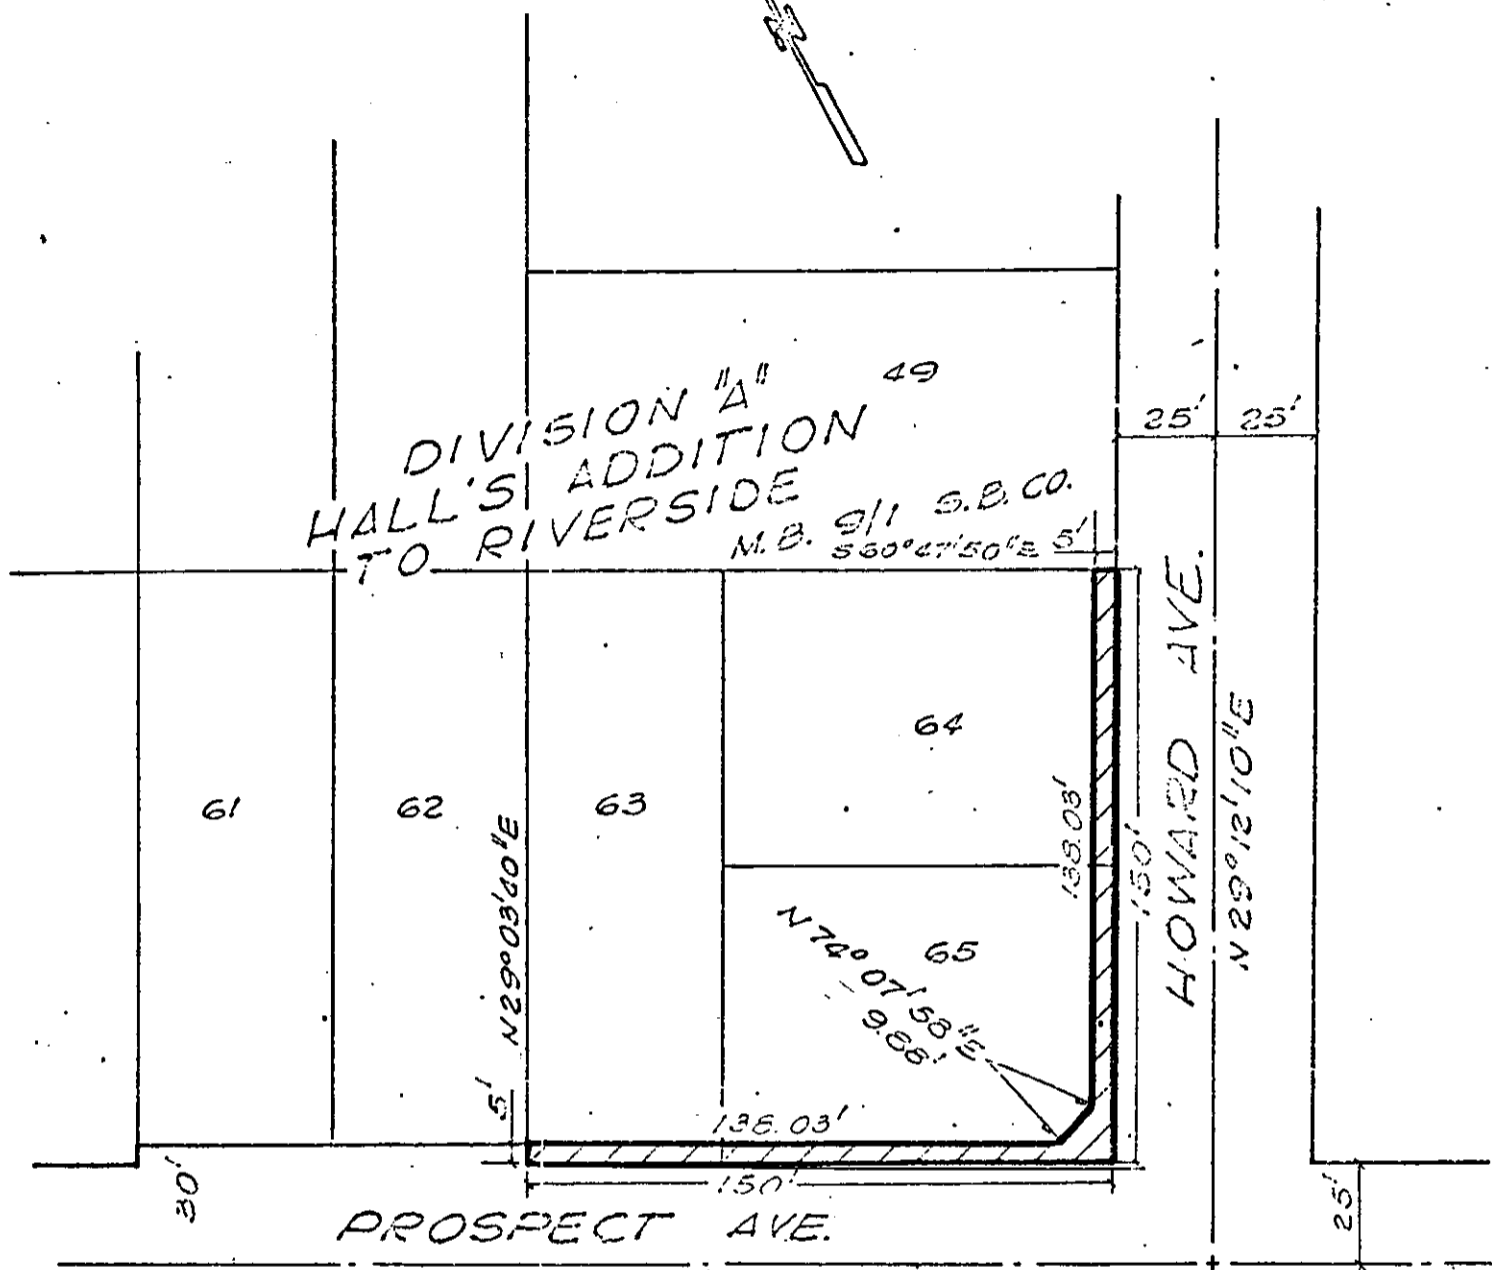 49
25' 25'
DIVISION "A"
HALL'S ADDITION
TO RIVERSIDE
M.B. 9/1 S.B. CO.
S60°47'50"E 5'
HOWARD AVE.
N29°12'10"E
61
62
63
64
65
N29°03'40"E
138.03'
150'
N74°07'58"E
9.88'
5'
138.03'
150'
30'
PROSPECT AVE.
25'